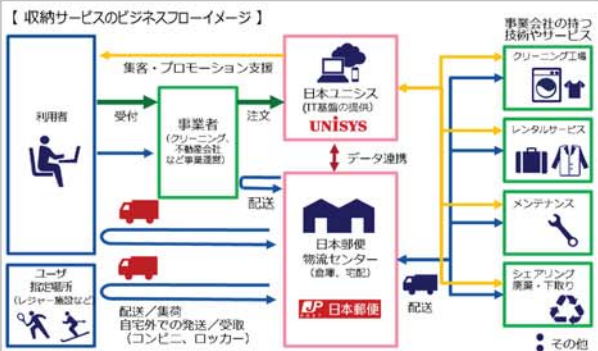 【 収納サービスのビジネスフローイメージ 】
事業会社の持つ
技術やサービス
集客・プロモーション支援
利用者
受付
事業者
(クリーニング、
不動産会社
など事業運営)
注文
日本ユニシス
(IT基盤の提供)
UNiSYS
データ連携
配送
日本郵便
物流センター
(倉庫、宅配)
JP
POST
日本郵便
配送
クリーニング工場
レンタルサービス
メンテナンス
シェアリング
廃棄・下取り
その他
ユーザ
指定場所
(レジャー施設など)
配送/集荷
自宅外での発送/受取
(コンビニ、ロッカー)